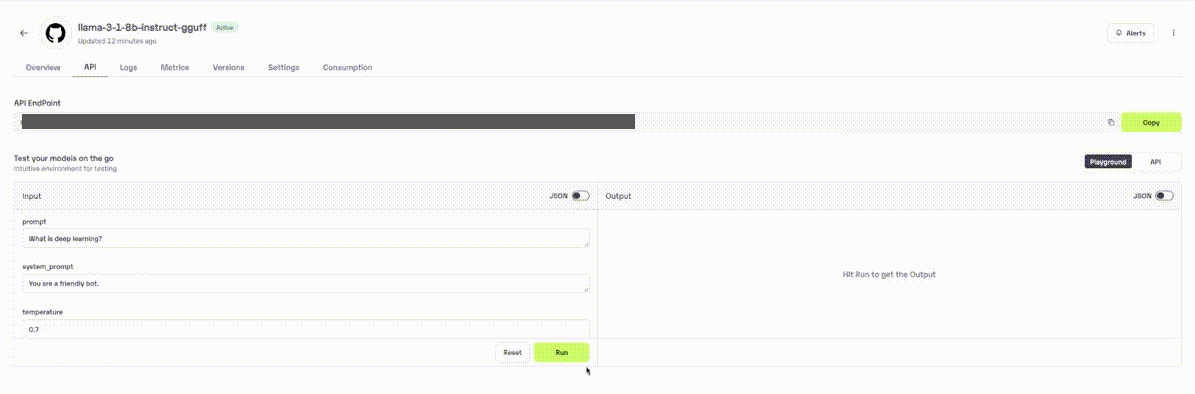 llama-3-1-8b-instruct-gguff Active
Updated 12 minutes ago
Alerts
Overview API Logs Metrics Versions Settings Consumption
API EndPoint
Copy
Test your models on the go
Intuitive environment for testing
Playground API
Input JSON Output JSON
prompt
What is deep learning?
system_prompt
You are a friendly bot.
Hit Run to get the Output
temperature
0.7
Reset Run